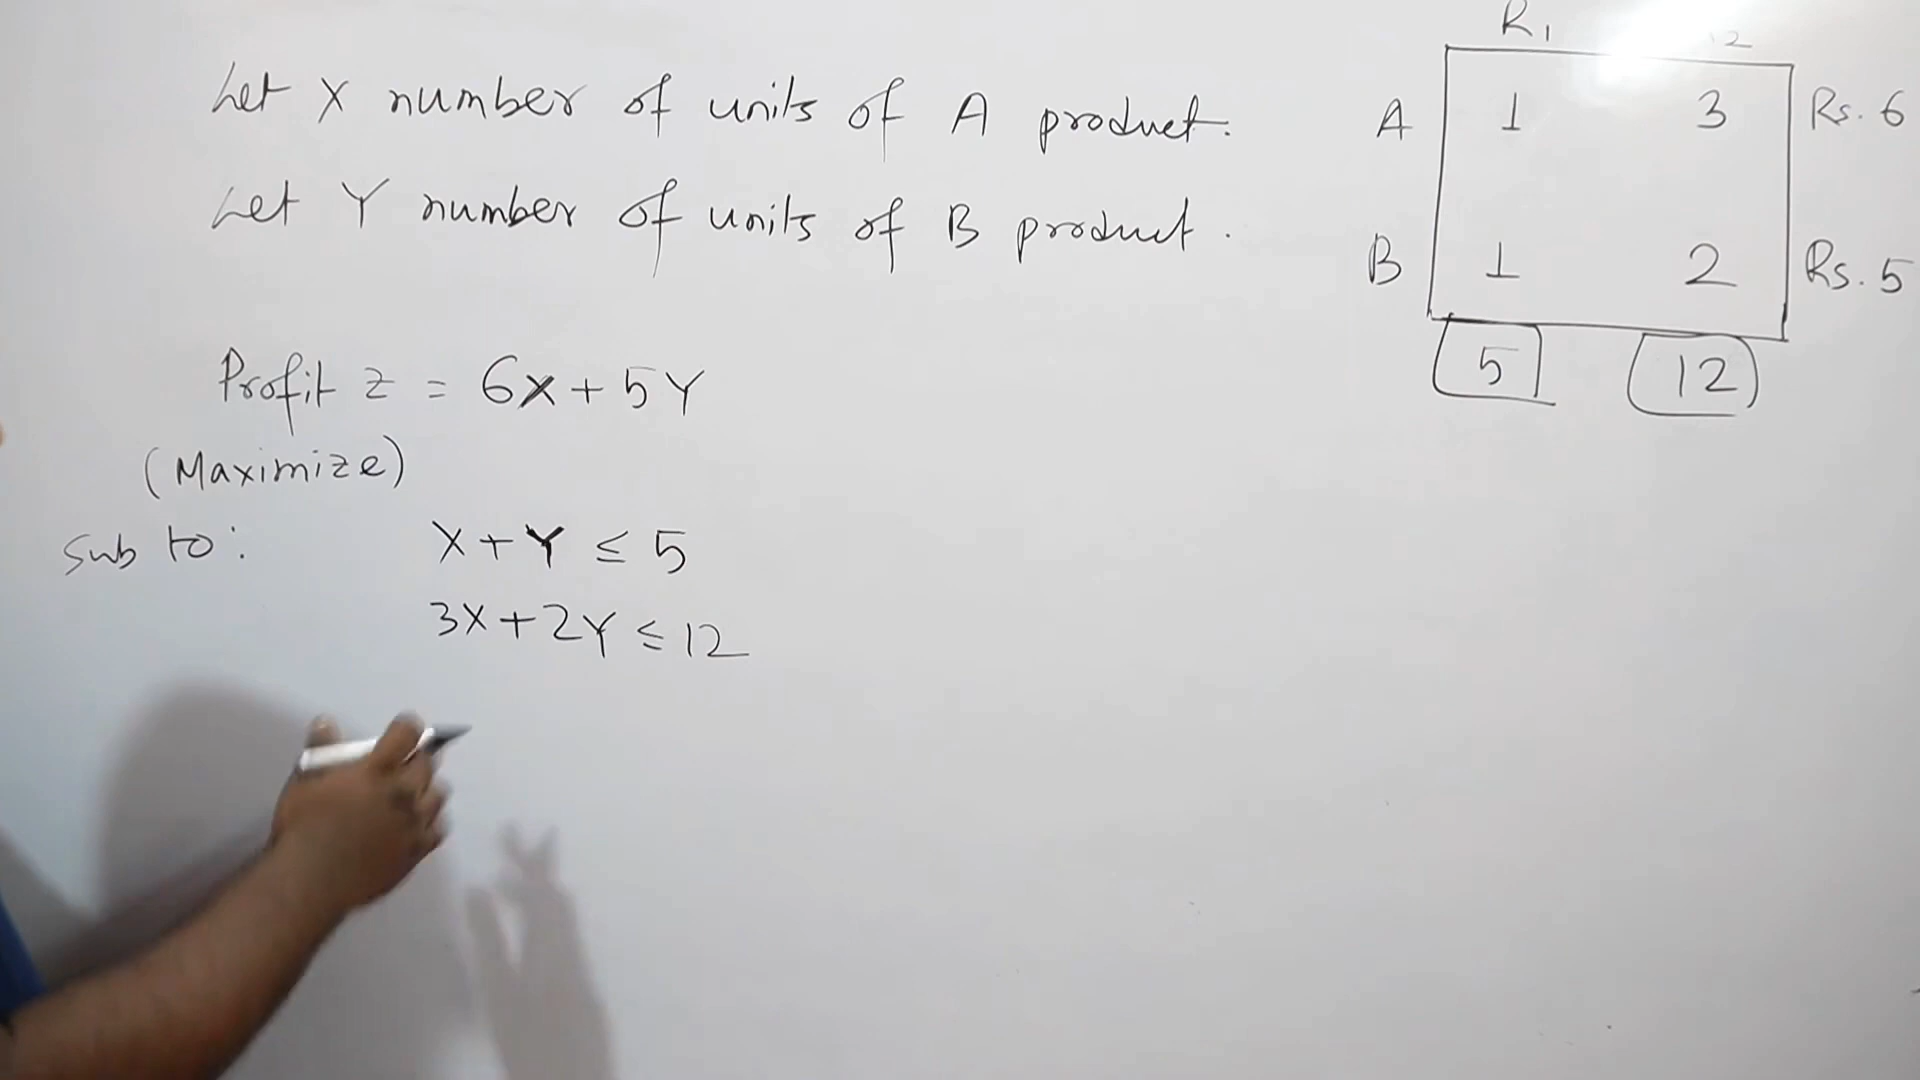 Let X number of units of A product.
Let Y number of units of B product.
Profit z = 6X + 5Y
(Maximize)
Sub to: X + Y ≤ 5
3X + 2Y ≤ 12
R1
A 1 3 Rs. 6
B 1 2 Rs. 5
5 12